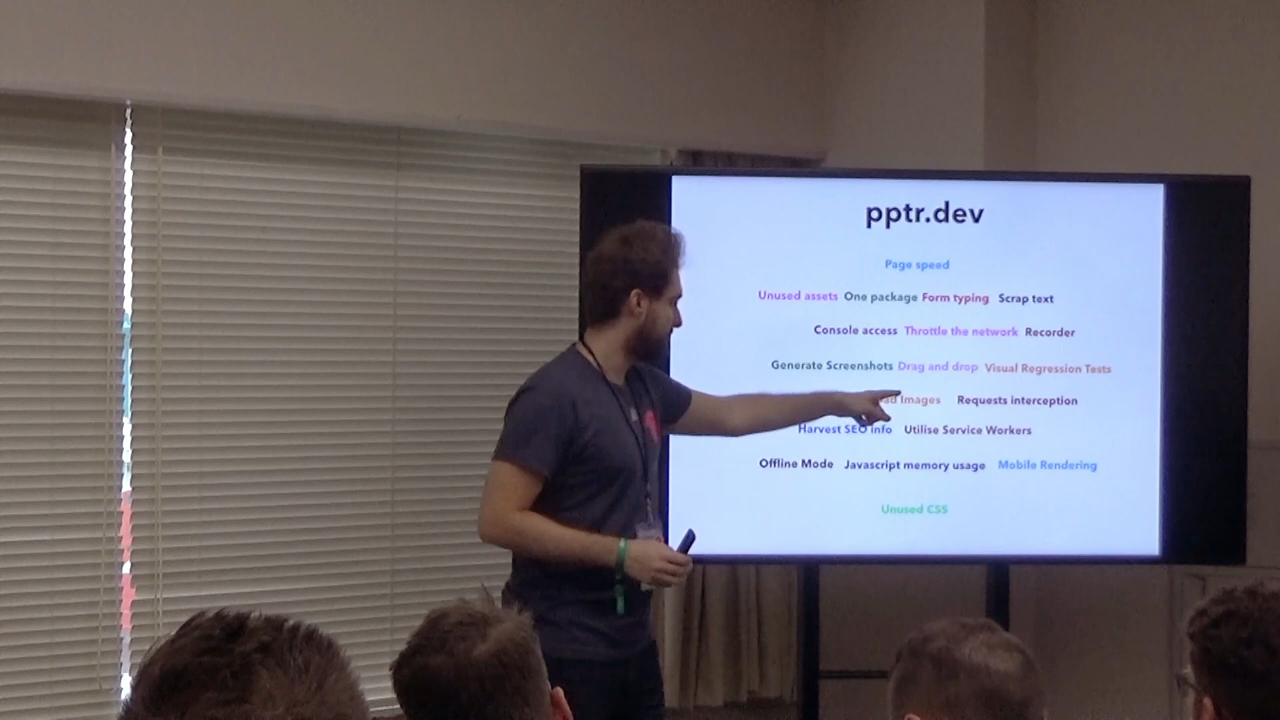 pptr.dev
Page speed
Unused assets One package Form typing Scrap text
Console access Throttle the network Recorder
Generate Screenshots Drag and drop Visual Regression Tests
Images Requests interception
Harvest SEO info Utilise Service Workers
Offline Mode Javascript memory usage Mobile Rendering
Unused CSS